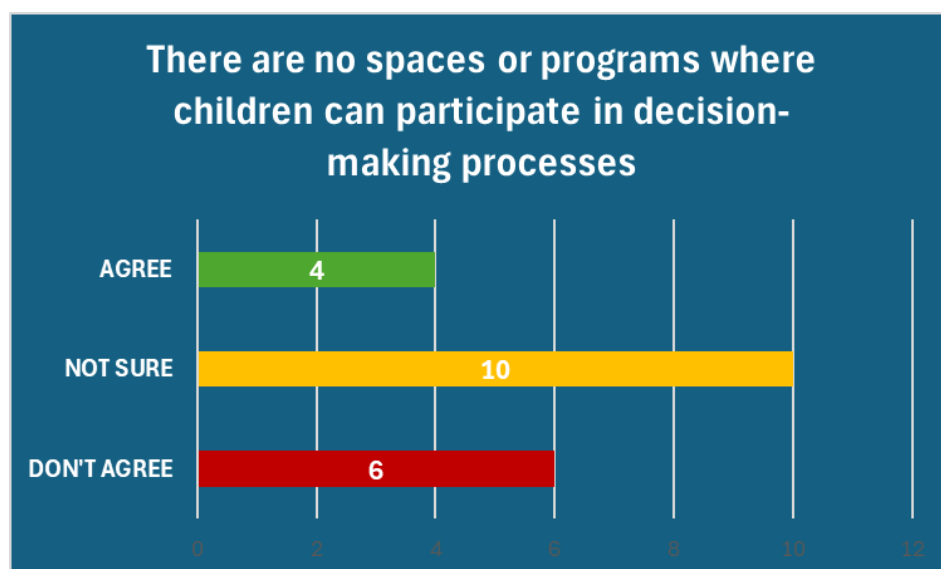 There are no spaces or programs where
children can participate in decision-
making processes
AGREE
4
NOT SURE
10
DON'T AGREE
6
0 2 4 6 8 10 12